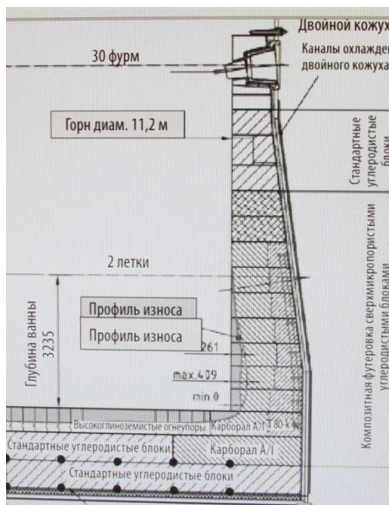 Двойной кожух
30 фурм
Каналы охлажден
двойного кожуха
Горн диам. 11,2 м
Стандартные
углеродистые
блоки
2 летки
Глубина ванны
3235
Профиль износа
Профиль износа
261
max.409
min 0
Композитная футеровка сверхмикропористыми
углеродистыми блоками
Высокоглиноземистые огнеупоры
Карборал А/I
Стандартные углеродистые блоки
Карборал А/I
Стандартные углеродистые блоки